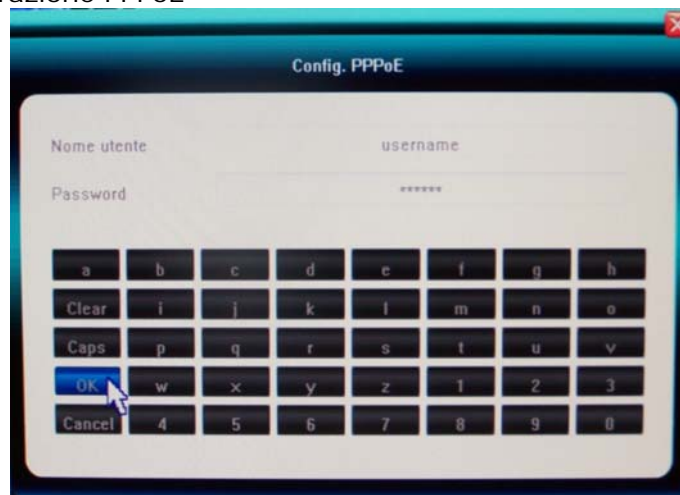 Config. PPPoE
Nome utente username
Password ******
a b c d e f g h
Clear i j k l m n o
Caps p q r s t u v
OK w x y z 1 2 3
Cancel 4 5 6 7 8 9 0